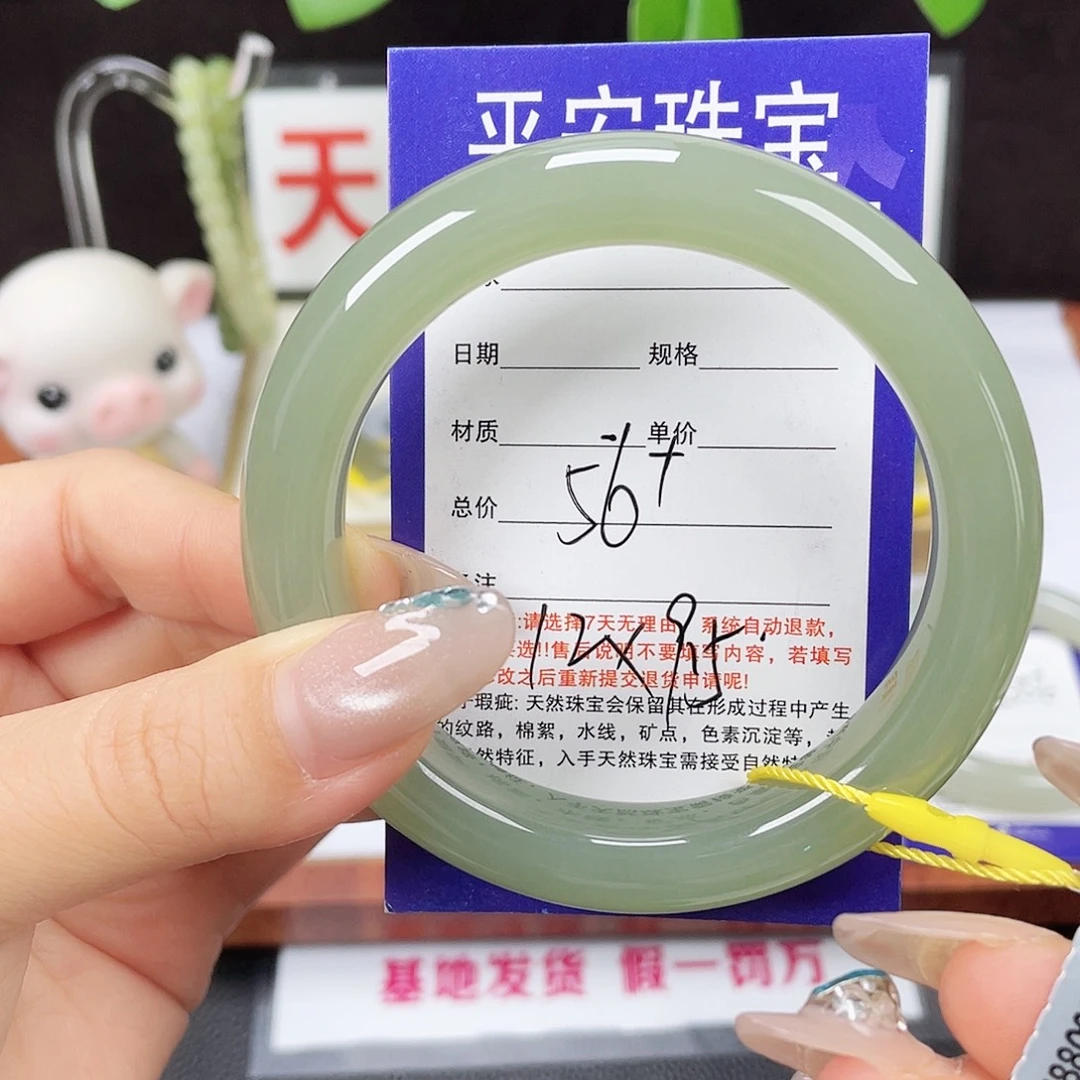 平安珠宝
天
日期 规格
材质 单价
总价
56+
注
12x9.5
:请选择7天无理由 系统自动退款,
选!!售后说明不要填写内容, 若填写
改之后重新提交退货申请呢!
瑕疵: 天然珠宝会保留其在形成过程中产生
的纹路, 棉絮, 水线, 矿点, 色素沉淀等,
然特征, 入手天然珠宝需接受自然特
基地发货 假一罚万